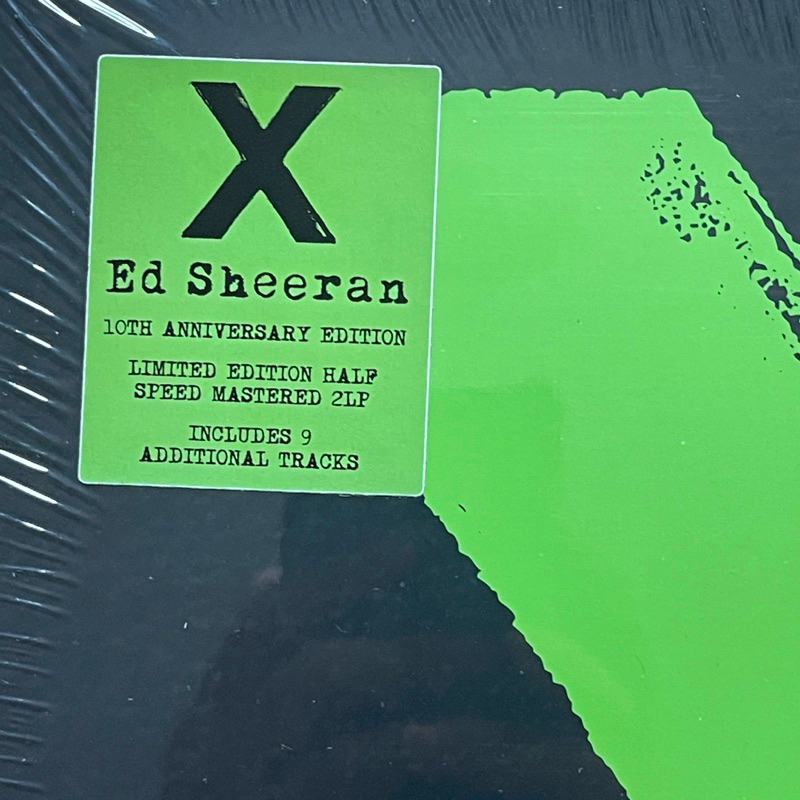 X
Ed Sheeran
10TH ANNIVERSARY EDITION
LIMITED EDITION HALF
SPEED MASTERED 2LP
INCLUDES 9
ADDITIONAL TRACKS